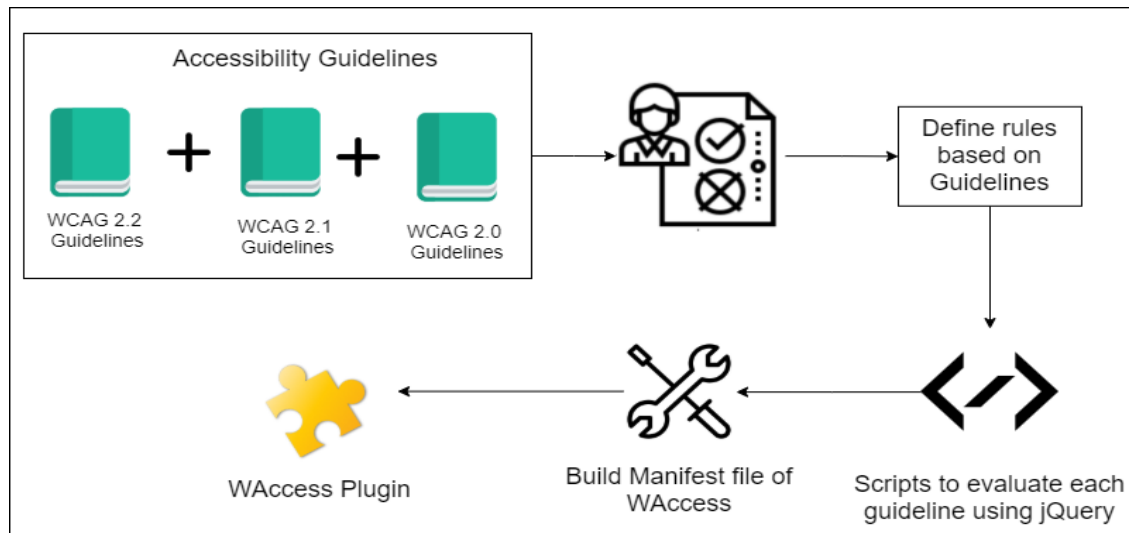 Accessibility Guidelines
WCAG 2.2
Guidelines
WCAG 2.1
Guidelines
WCAG 2.0
Guidelines
Define rules
based on
Guidelines
WAccess Plugin
Build Manifest file of
WAccess
Scripts to evaluate each
guideline using jQuery